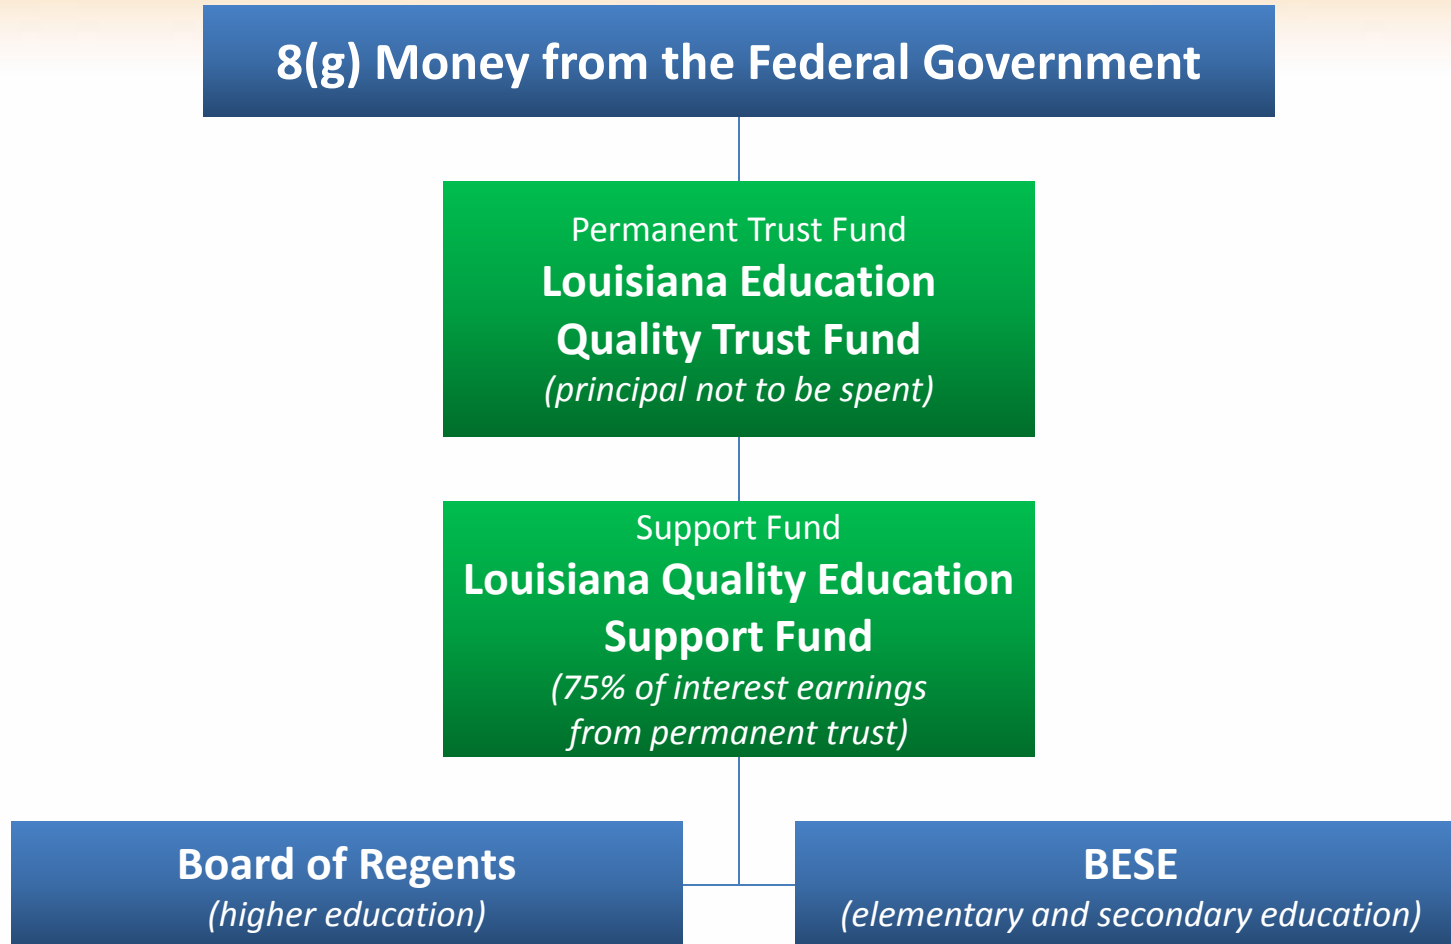 8(g) Money from the Federal Government
Permanent Trust Fund
Louisiana Education
Quality Trust Fund
(principal not to be spent)
Support Fund
Louisiana Quality Education
Support Fund
(75% of interest earnings
from permanent trust)
Board of Regents
(higher education)
BESE
(elementary and secondary education)